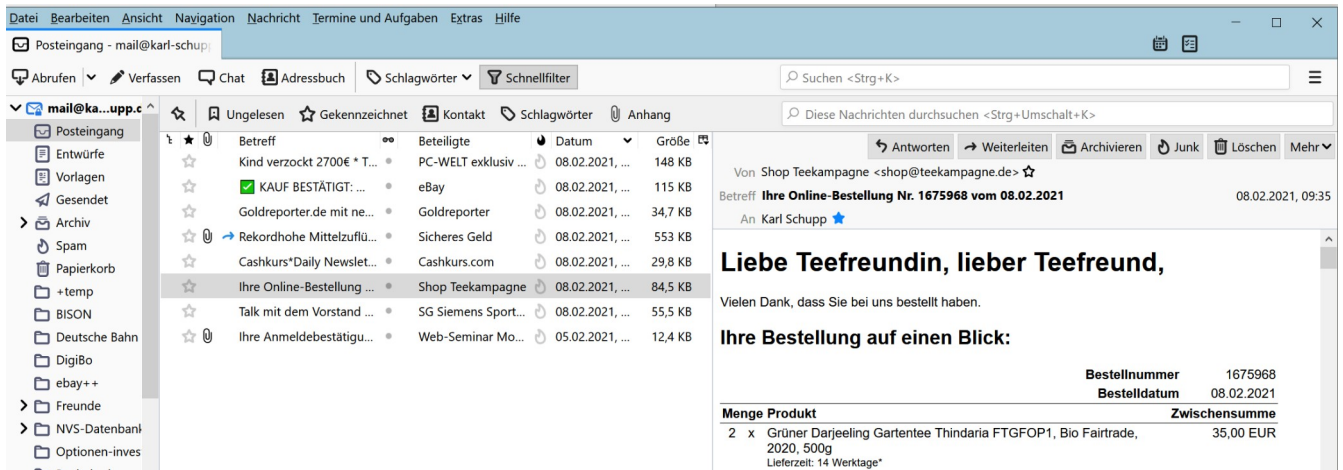 Datei Bearbeiten Ansicht Navigation Nachricht Termine und Aufgaben Extras Hilfe
Posteingang - mail@karl-schup
Abrufen Verfassen Chat Adressbuch Schlagwörter Schnellfilter Suchen <Strg+K>
mail@ka...upp.d
Posteingang
Entwürfe
Vorlagen
Gesendet
Archiv
Spam
Papierkorb
+temp
BISON
Deutsche Bahn
DigiBo
ebay++
Freunde
NVS-Datenbank
Optionen-inves
Ungelesen Gekennzeichnet Kontakt Schlagwörter Anhang Diese Nachrichten durchsuchen <Strg+Umschalt+K>
Betreff Beteiligte Datum Größe
Kind verzockt 2700€ * T... PC-WELT exklusiv ... 08.02.2021, ... 148 KB
KAUF BESTÄTIGT: ... eBay 08.02.2021, ... 115 KB
Goldreporter.de mit ne... Goldreporter 08.02.2021, ... 34,7 KB
Rekordhohe Mittelzuflü... Sicheres Geld 08.02.2021, ... 553 KB
Cashkurs*Daily Newslet... Cashkurs.com 08.02.2021, ... 29,8 KB
Ihre Online-Bestellung ... Shop Teekampagne 08.02.2021, ... 84,5 KB
Talk mit dem Vorstand ... SG Siemens Sport... 08.02.2021, ... 55,5 KB
Ihre Anmeldebestätigu... Web-Seminar Mo... 05.02.2021, ... 12,4 KB
Antworten Weiterleiten Archivieren Junk Löschen Mehr
Von Shop Teekampagne <shop@teekampagne.de>
Betreff Ihre Online-Bestellung Nr. 1675968 vom 08.02.2021 08.02.2021, 09:35
An Karl Schupp
Liebe Teefreundin, lieber Teefreund,
Vielen Dank, dass Sie bei uns bestellt haben.
Ihre Bestellung auf einen Blick:
Bestellnummer 1675968
Bestelldatum 08.02.2021
Menge Produkt Zwischensumme
2 x Grüner Darjeeling Gartentee Thindaria FTGFOP1, Bio Fairtrade, 35,00 EUR
2020, 500g
Lieferzeit: 14 Werktage*